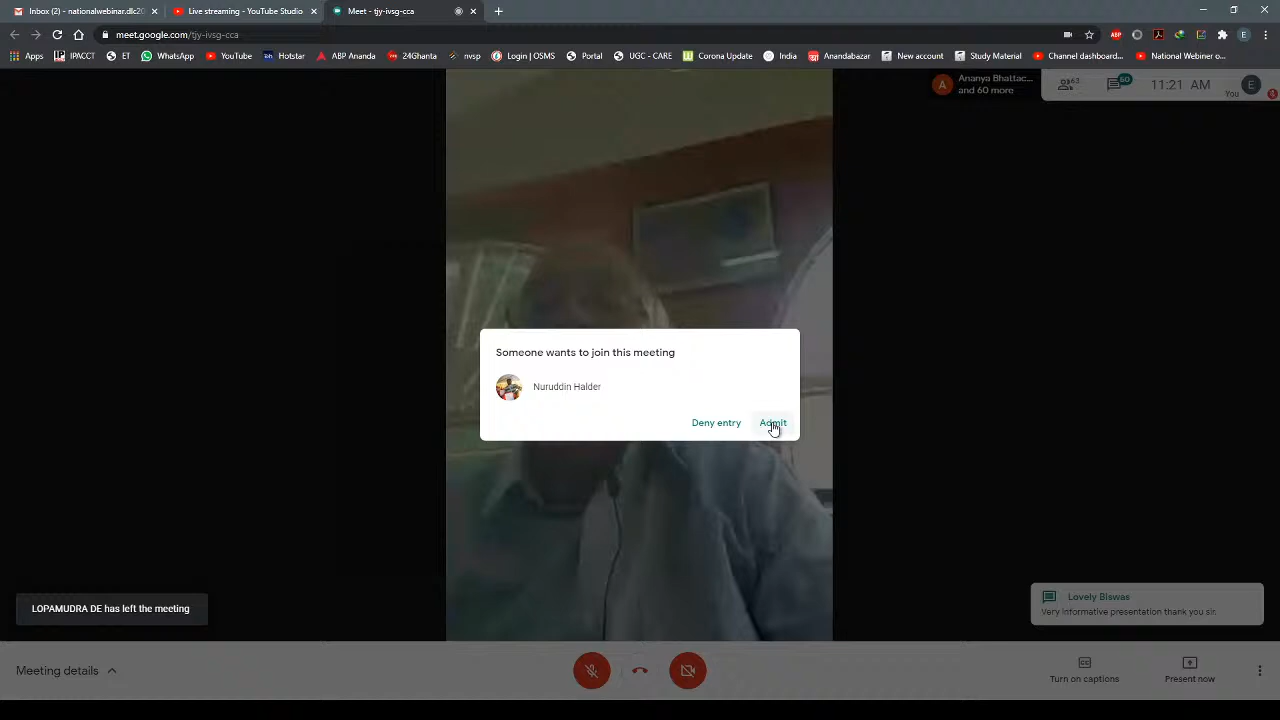 Inbox (2) - nationalwebinar.dlc20
Live streaming - YouTube Studio
Meet - tjy-ivsg-cca
meet.google.com/tjy-ivsg-cca
Apps IPACCT ET WhatsApp YouTube Hotstar ABP Ananda 24Ghanta nvsp Login | OSMS Portal UGC - CARE Corona Update India Anandabazar New account Study Material Channel dashboard... National Webiner o...
A Ananya Bhattac...
and 60 more
63 60 11:21 AM You E
Someone wants to join this meeting
Nuruddin Halder
Deny entry Admit
LOPAMUDRA DE has left the meeting
Lovely Biswas
Very informative presentation thank you sir.
Meeting details
Turn on captions
Present now